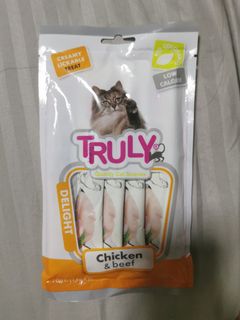 CREAMY
LICKABLE
TREAT
LOW
CALORIE
TRULY
DELIGHT
Chicken
& beef